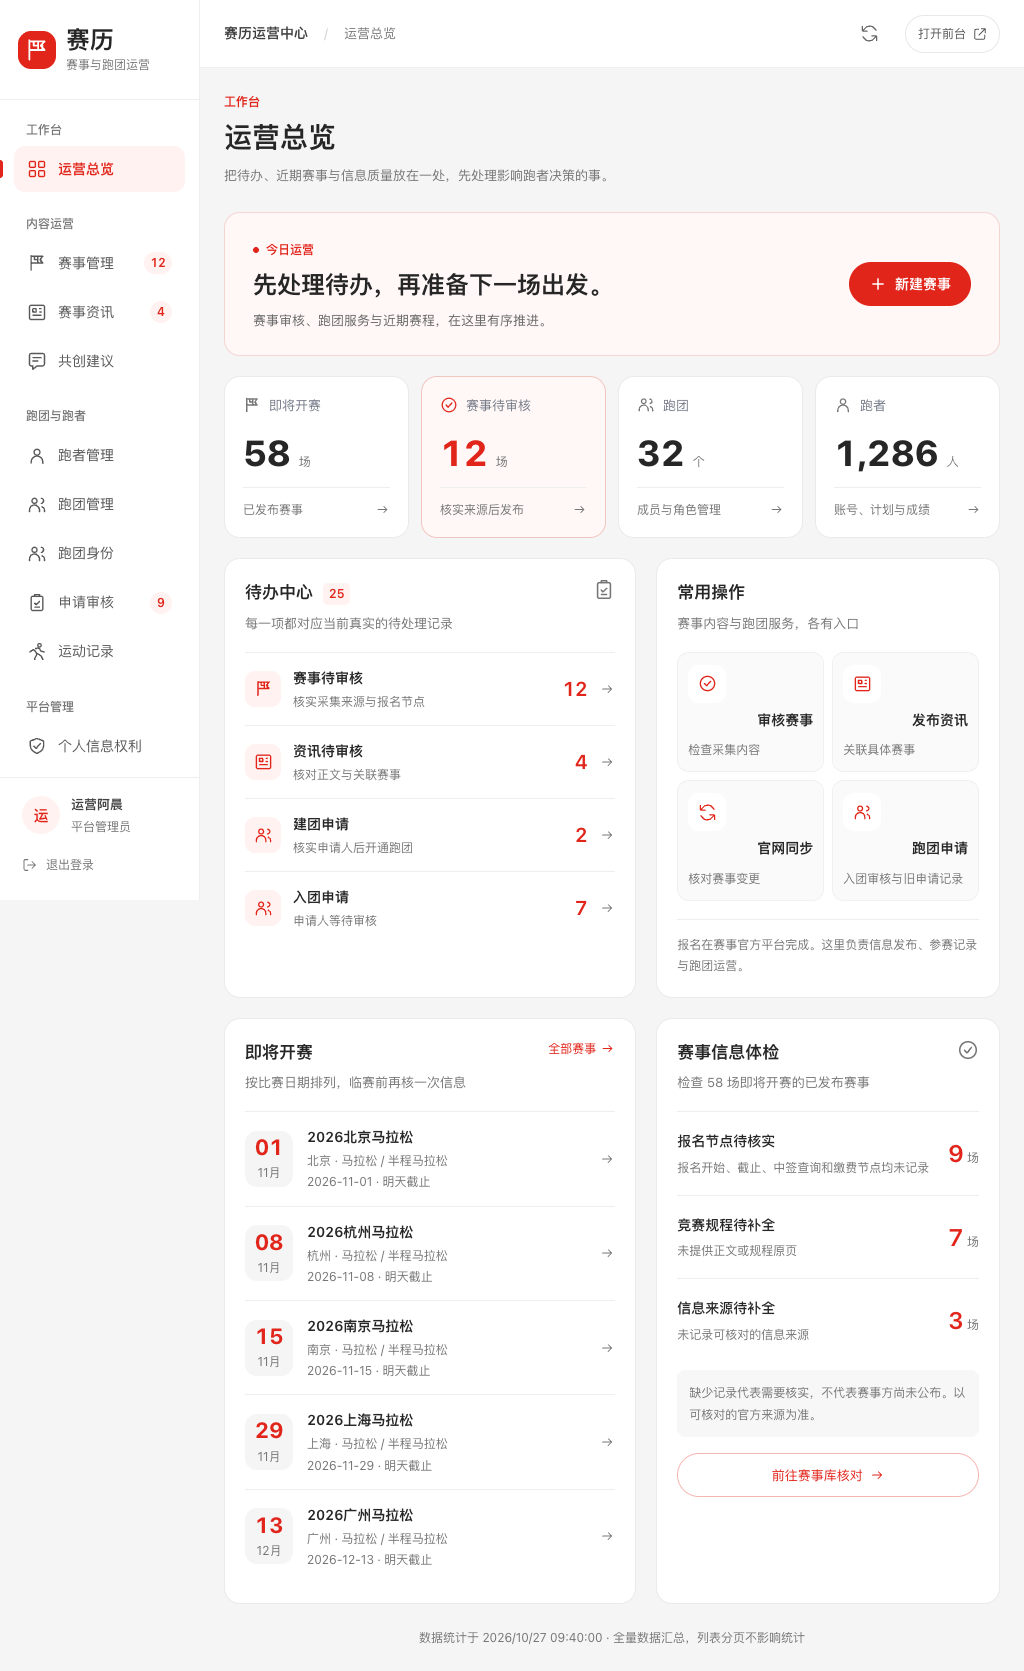 赛历
赛事与跑团运营
工作台
运营总览
内容运营
赛事管理 12
赛事资讯 4
共创建议
跑团与跑者
跑者管理
跑团管理
跑团身份
申请审核 9
运动记录
平台管理
个人信息权利
运 运营阿晨
平台管理员
退出登录
赛历运营中心 / 运营总览
打开前台
工作台
运营总览
把待办、近期赛事与信息质量放在一处，先处理影响跑者决策的事。
今日运营
先处理待办，再准备下一场出发。
赛事审核、跑团服务与近期赛程，在这里有序推进。
新建赛事
即将开赛
58 场
已发布赛事 →
赛事待审核
12 场
核实来源后发布 →
跑团
32 个
成员与角色管理 →
跑者
1,286 人
账号、计划与成绩 →
待办中心 25
每一项都对应当前真实的待处理记录
赛事待审核
核实采集来源与报名节点
12 →
资讯待审核
核对正文与关联赛事
4 →
建团申请
核实申请人后开通跑团
2 →
入团申请
申请人等待审核
7 →
常用操作
赛事内容与跑团服务，各有入口
审核赛事
检查采集内容
发布资讯
关联具体赛事
官网同步
核对赛事变更
跑团申请
入团审核与旧申请记录
报名在赛事官方平台完成。这里负责信息发布、参赛记录
与跑团运营。
即将开赛
全部赛事 →
按比赛日期排列，临赛前再核一次信息
01
11月
2026北京马拉松
北京 · 马拉松 / 半程马拉松
2026-11-01 · 明天截止
→
08
11月
2026杭州马拉松
杭州 · 马拉松 / 半程马拉松
2026-11-08 · 明天截止
→
15
11月
2026南京马拉松
南京 · 马拉松 / 半程马拉松
2026-11-15 · 明天截止
→
29
11月
2026上海马拉松
上海 · 马拉松 / 半程马拉松
2026-11-29 · 明天截止
→
13
12月
2026广州马拉松
广州 · 马拉松 / 半程马拉松
2026-12-13 · 明天截止
→
赛事信息体检
检查 58 场即将开赛的已发布赛事
报名节点待核实
报名开始、截止、中签查询和缴费节点均未记录
9 场
竞赛规程待补全
未提供正文或规程原页
7 场
信息来源待补全
未记录可核对的信息来源
3 场
缺少记录代表需要核实，不代表赛事方尚未公布。以
可核对的官方来源为准。
前往赛事库核对 →
数据统计于 2026/10/27 09:40:00 · 全量数据汇总，列表分页不影响统计